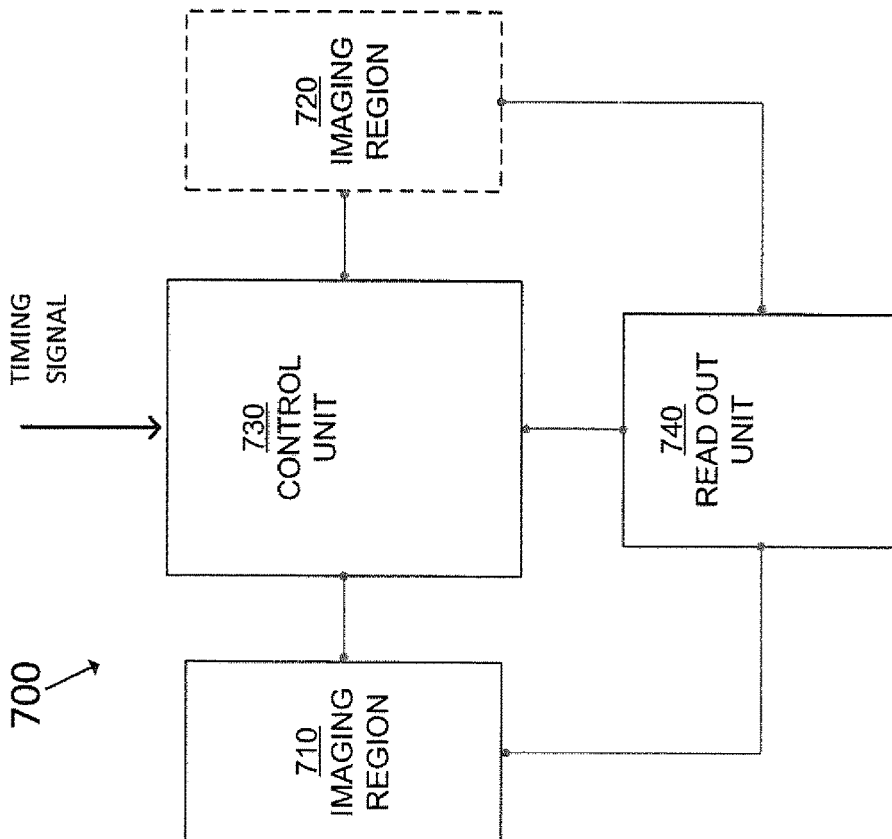 700
TIMING
SIGNAL
710
IMAGING
REGION
730
CONTROL
UNIT
720
IMAGING
REGION
740
READ OUT
UNIT